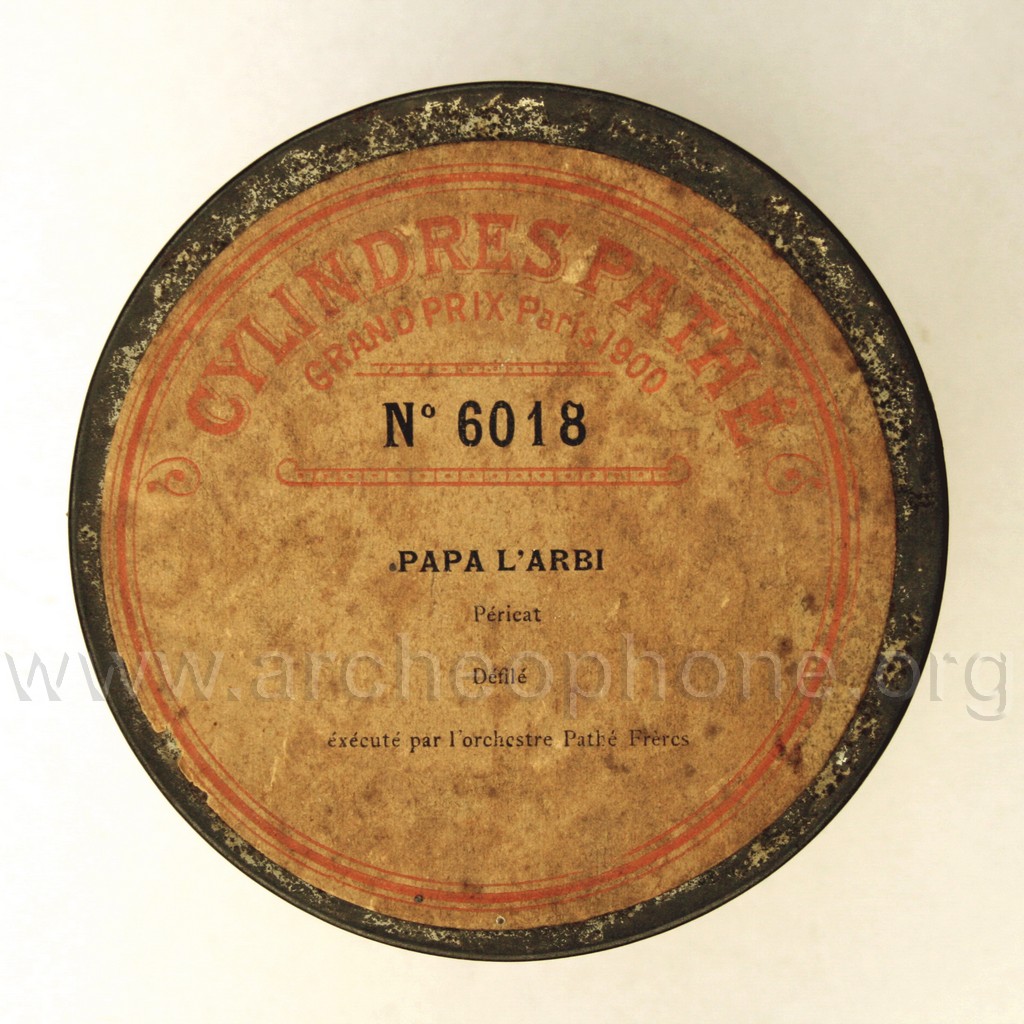 CYLINDRES PATHÉ
GRAND PRIX Paris 1900
Nº 6018
PAPA L'ARBI
Péricat
www.archeophone.org
Défilé
éxécuté par l'orchestre Pathé Frères